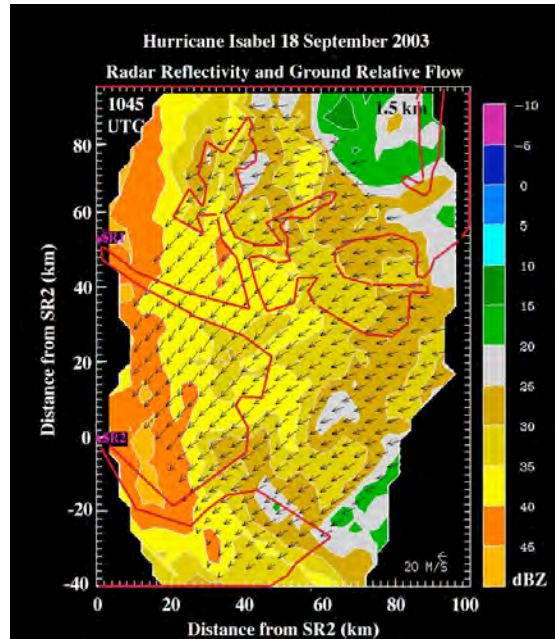 Hurricane Isabel 18 September 2003
Radar Reflectivity and Ground Relative Flow
1045
UTC
1.5 km
80
60
40
20
0
-20
-40
Distance from SR2 (km)
SR1
SR2
20 M/S
0 20 40 60 80 100
Distance from SR2 (km)
-10
-6
0
5
10
15
20
25
30
35
40
45
dBZ